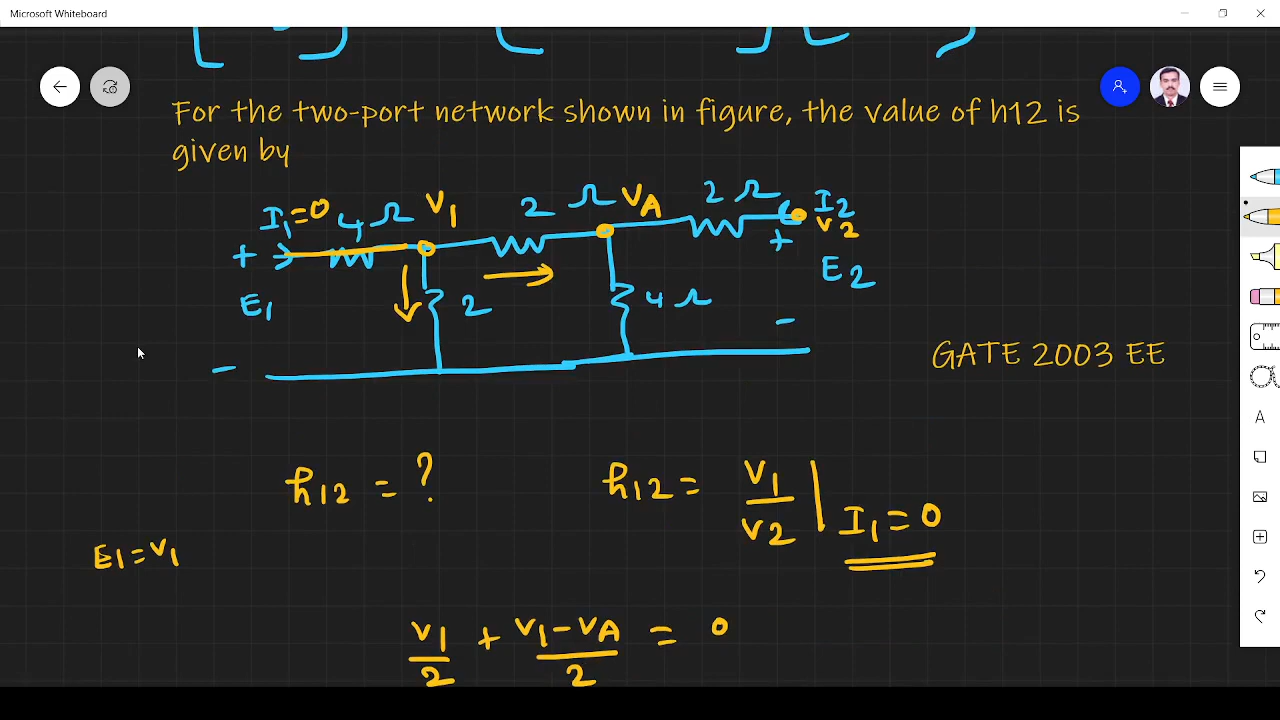 Microsoft Whiteboard
For the two-port network shown in figure, the value of h12 is
given by
I1=0 4 Ω V1 2 Ω VA 2 Ω I2
V2
+ +
E1 2 4 Ω E2
- -
GATE 2003 EE
h12 = ? h12 = V1/V2 | I1=0
E1=V1
V1/2 + V1-VA/2 = 0
A